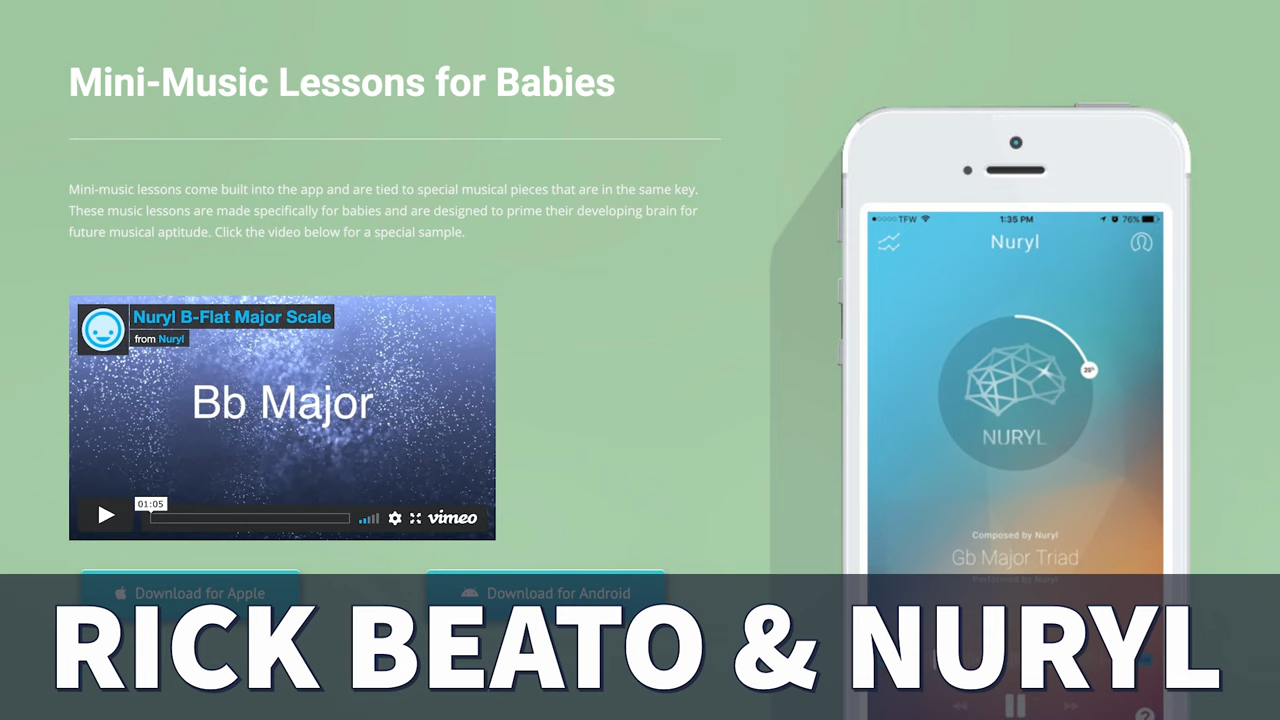 Mini-Music Lessons for Babies
Mini-music lessons come built into the app and are tied to special musical pieces that are in the same key.
These music lessons are made specifically for babies and are designed to prime their developing brain for
future musical aptitude. Click the video below for a special sample.
Nuryl B-Flat Major Scale
from Nuryl
Bb Major
01:05
vimeo
Download for Apple
Download for Android
TFW
1:35 PM
76%
Nuryl
NURYL
Composed by Nuryl
Gb Major Triad
Performed by Nuryl
?
RICK BEATO & NURYL